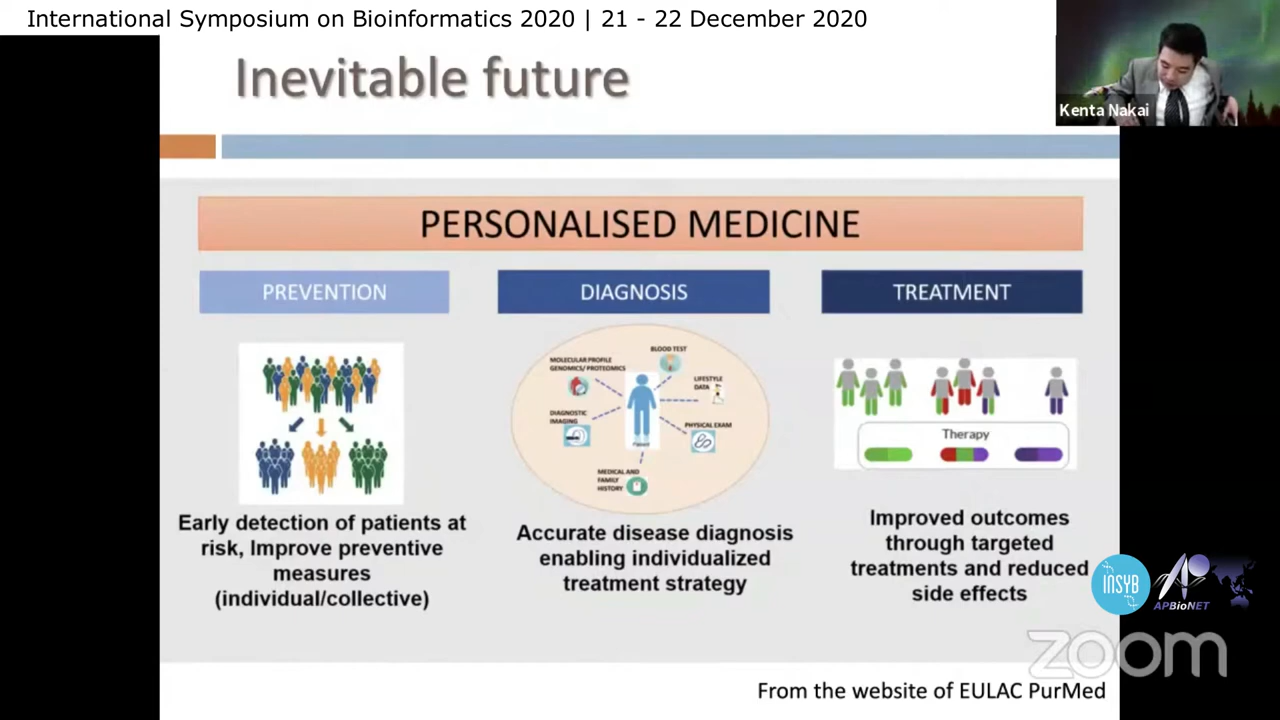 International Symposium on Bioinformatics 2020 | 21 - 22 December 2020
Kenta Nakai
Inevitable future
PERSONALISED MEDICINE
PREVENTION
DIAGNOSIS
TREATMENT
MOLECULAR PROFILE
GENOMICS/ PROTEOMICS
BLOOD TEST
LIFESTYLE
DATA
DIAGNOSTIC
IMAGING
PHYSICAL EXAM
Patient
MEDICAL AND
FAMILY
HISTORY
Therapy
Early detection of patients at
risk, Improve preventive
measures
(individual/collective)
Accurate disease diagnosis
enabling individualized
treatment strategy
Improved outcomes
through targeted
treatments and reduced
side effects
INSYB
APBioNET
zoom
From the website of EULAC PurMed